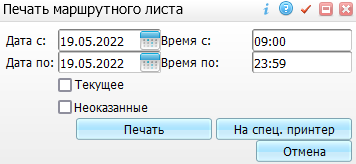 Печать маршрутного листа
Дата с: 19.05.2022 Время с: 09:00
Дата по: 19.05.2022 Время по: 23:59
Текущее
Неоказанные
Печать На спец. принтер
Отмена